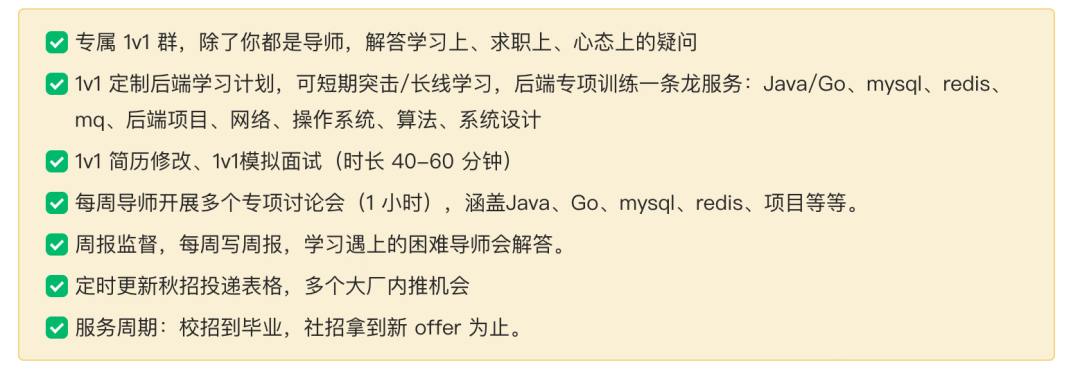 专属 1v1 群，除了你都是导师，解答学习上、求职上、心态上的疑问
1v1 定制后端学习计划，可短期突击/长线学习，后端专项训练一条龙服务：Java/Go、mysql、redis、
mq、后端项目、网络、操作系统、算法、系统设计
1v1 简历修改、1v1模拟面试（时长 40-60 分钟）
每周导师开展多个专项讨论会（1 小时），涵盖Java、Go、mysql、redis、项目等等。
周报监督，每周写周报，学习遇上的困难导师会解答。
定时更新秋招投递表格，多个大厂内推机会
服务周期：校招到毕业，社招拿到新 offer 为止。